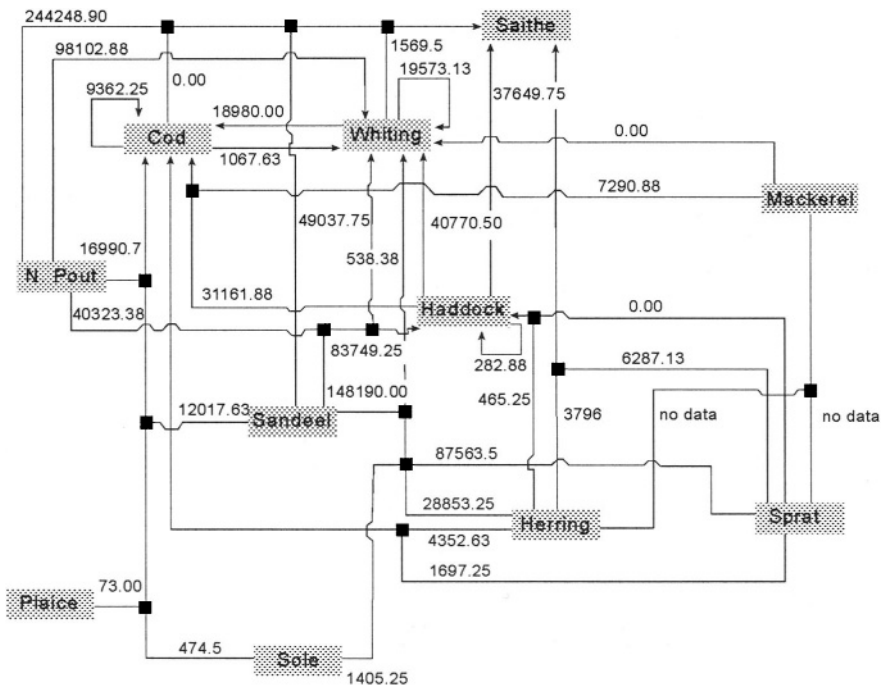 244248.90
Saithe
98102.88
1569.5
19573.13
9362.25
0.00
37649.75
18980.00
Cod
Whiting
0.00
1067.63
7290.88
Mackerel
49037.75
40770.50
16990.7
538.38
N Pout
31161.88
Haddock
40323.38
0.00
83749.25
282.88
6287.13
148190.00
465.25
12017.63
Sandeel
3796
no data
no data
87563.5
28853.25
Herring
Sprat
4352.63
1697.25
73.00
Plaice
474.5
Sole
1405.25